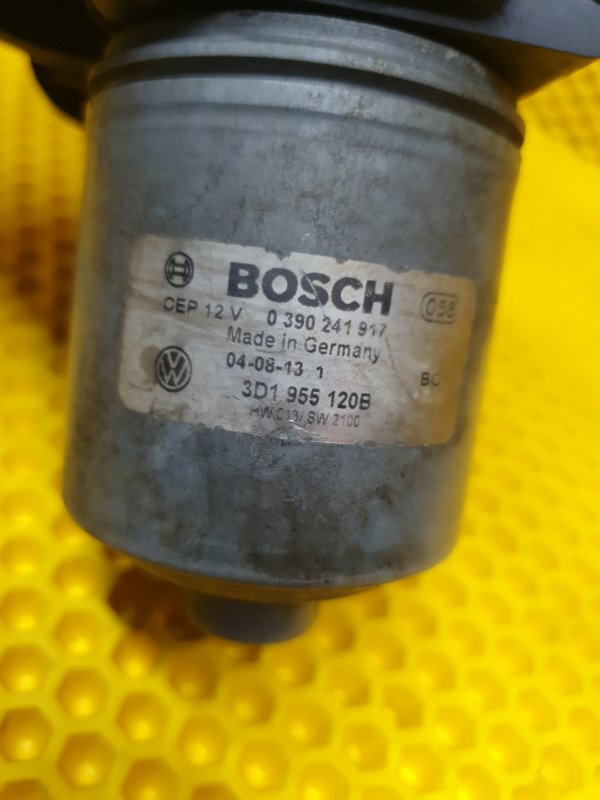 BOSCH 058
CEP 12 V 0 390 241 917
Made in Germany
04-08-13 1
3D1 955 120B
HW 013/ SW 2100